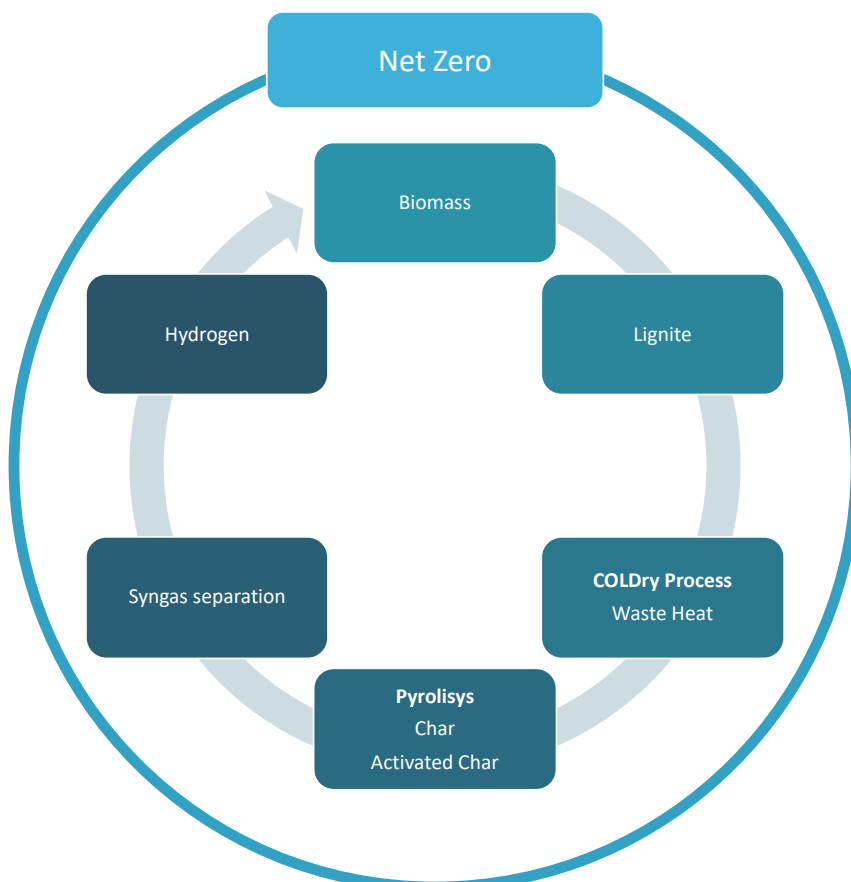 Net Zero
Biomass
Lignite
COLDry Process
Waste Heat
Pyrolisys
Char
Activated Char
Syngas separation
Hydrogen